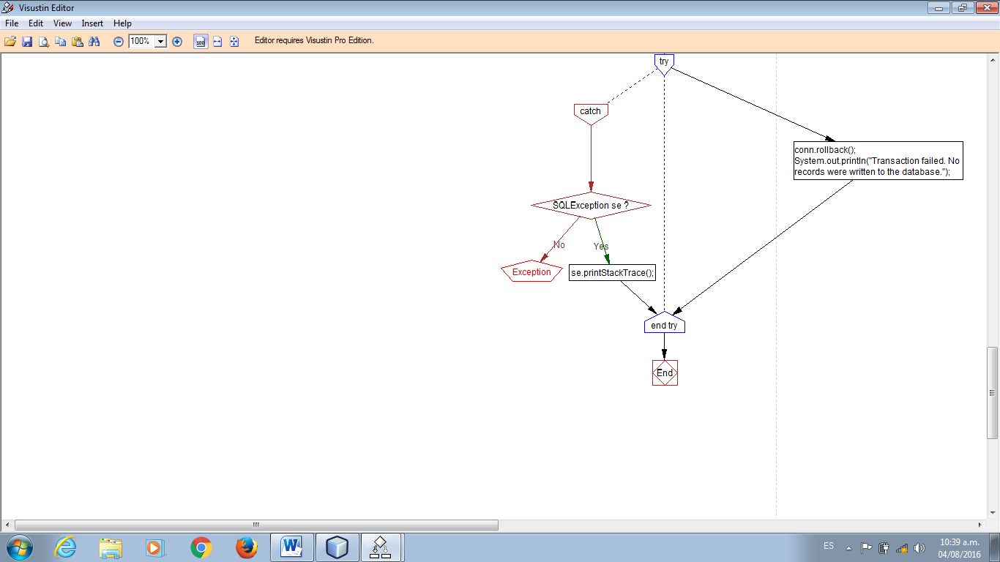 Visustin Editor
File Edit View Insert Help
100% 100 Editor requires Visustin Pro Edition.
try
catch
conn.rollback();
System.out.println("Transaction failed. No
records were written to the database.");
SQLException se ?
No
Yes
Exception
se.printStackTrace();
end try
End
ES
10:39 a.m.
04/08/2016